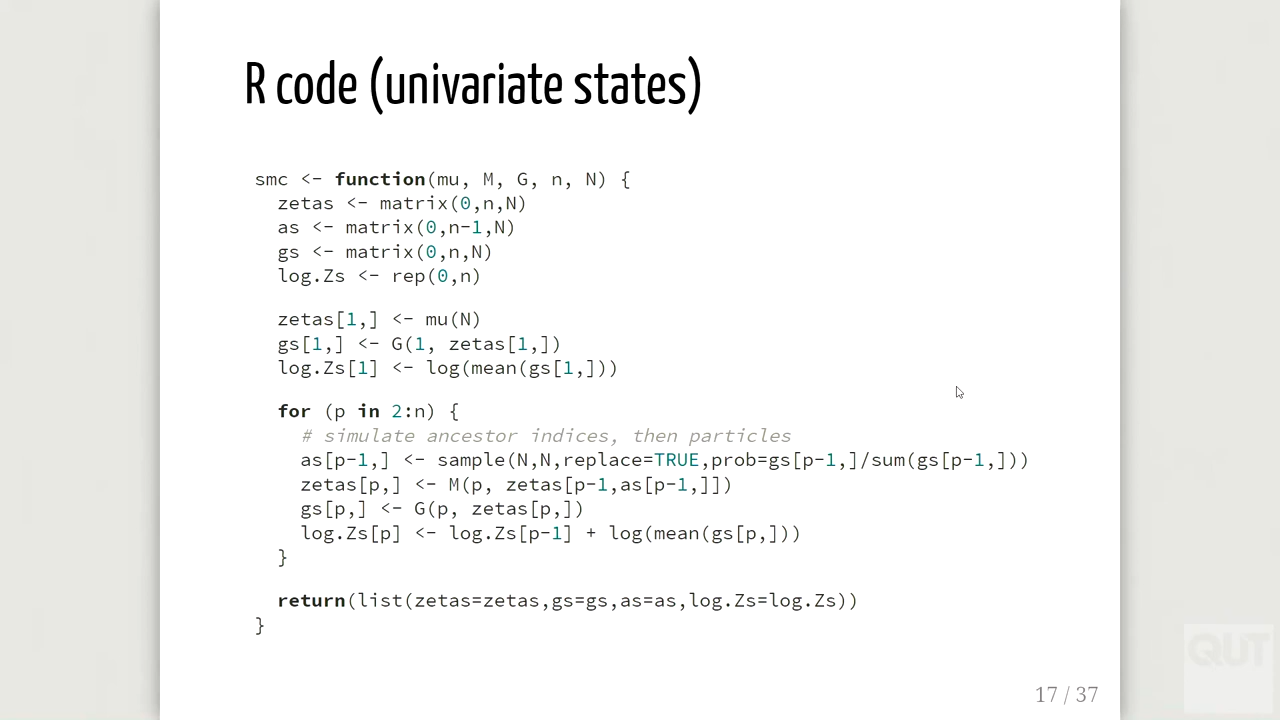 R code (univariate states)
smc <- function(mu, M, G, n, N) {
  zetas <- matrix(0,n,N)
  as <- matrix(0,n-1,N)
  gs <- matrix(0,n,N)
  log.Zs <- rep(0,n)
  zetas[1,] <- mu(N)
  gs[1,] <- G(1, zetas[1,])
  log.Zs[1] <- log(mean(gs[1,]))
  for (p in 2:n) {
    # simulate ancestor indices, then particles
    as[p-1,] <- sample(N,N,replace=TRUE,prob=gs[p-1,]/sum(gs[p-1,]))
    zetas[p,] <- M(p, zetas[p-1,as[p-1,]])
    gs[p,] <- G(p, zetas[p,])
    log.Zs[p] <- log.Zs[p-1] + log(mean(gs[p,]))
  }
  return(list(zetas=zetas,gs=gs,as=as,log.Zs=log.Zs))
}
QUT
17 / 37